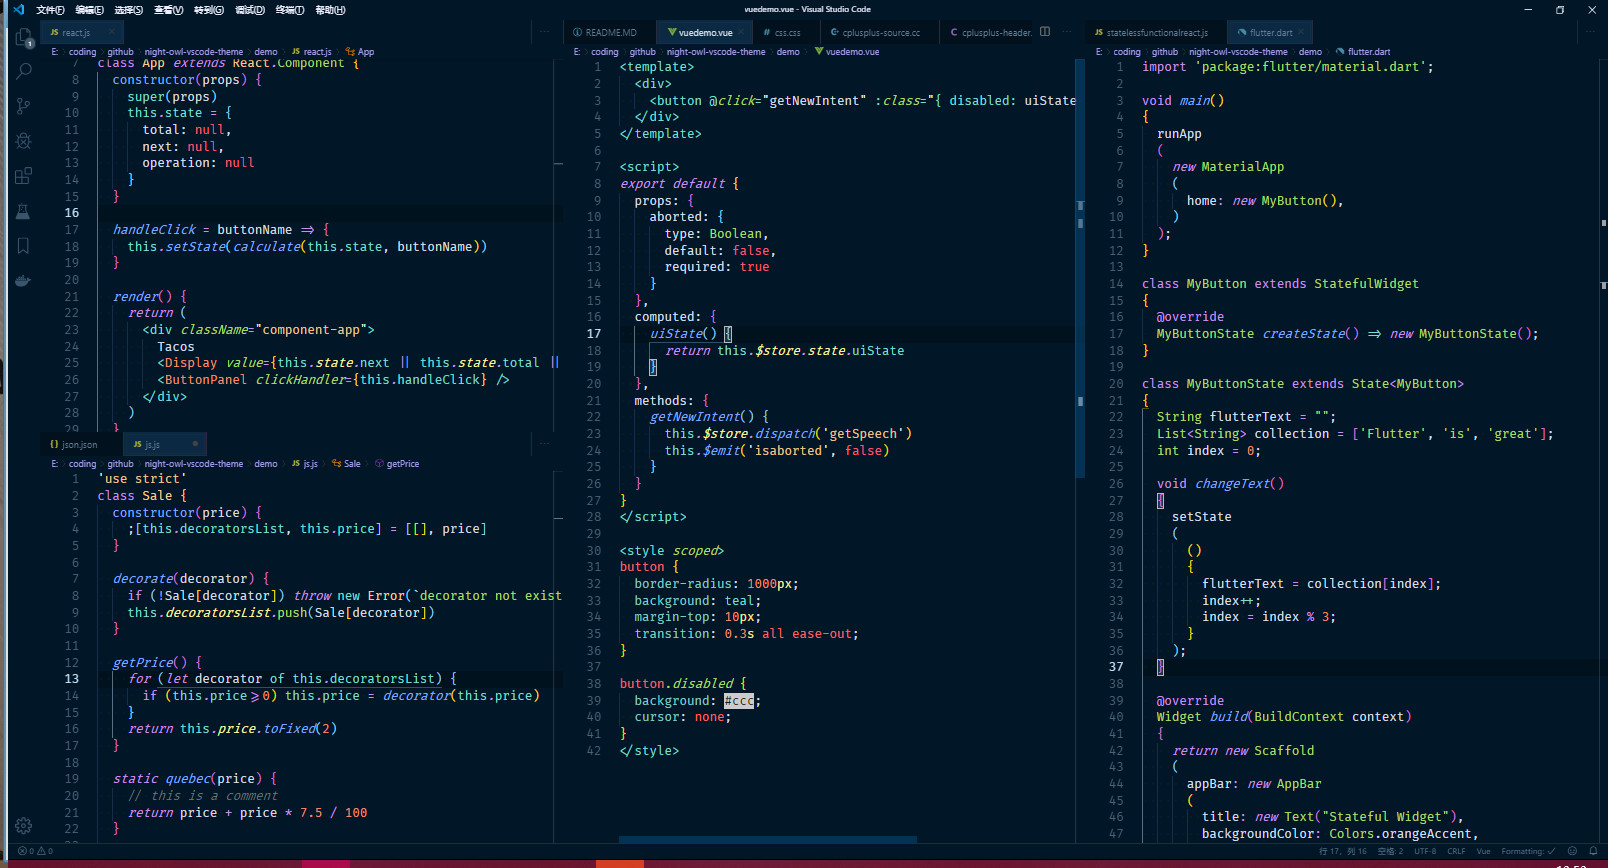 文件(F) 编辑(E) 选择(S) 查看(V) 转到(G) 调试(D) 终端(T) 帮助(H)
vuedemo.vue - Visual Studio Code
JS react.js
E: > coding > github > night-owl-vscode-theme > demo > JS react.js > App
7 class App extends React.Component {
8 constructor(props) {
9 super(props)
10 this.state = {
11 total: null,
12 next: null,
13 operation: null
14 }
15 }
16
17 handleClick = buttonName => {
18 this.setState(calculate(this.state, buttonName))
19 }
20
21 render() {
22 return (
23 <div className="component-app">
24 Tacos
25 <Display value={this.state.next || this.state.total ||
26 <ButtonPanel clickHandler={this.handleClick} />
27 </div>
28 )
29 }
{} json.json JS js.js
E: > coding > github > night-owl-vscode-theme > demo > JS js.js > Sale > getPrice
1 'use strict'
2 class Sale {
3 constructor(price) {
4 ;[this.decoratorsList, this.price] = [[], price]
5 }
6
7 decorate(decorator) {
8 if (!Sale[decorator]) throw new Error(`decorator not exist
9 this.decoratorsList.push(Sale[decorator])
10 }
11
12 getPrice() {
13 for (let decorator of this.decoratorsList) {
14 if (this.price>=0) this.price = decorator(this.price)
15 }
16 return this.price.toFixed(2)
17 }
18
19 static quebec(price) {
20 // this is a comment
21 return price + price * 7.5 / 100
22 }
README.MD vuedemo.vue # css.css cplusplus-source.cc C cplusplus-header.
E: > coding > github > night-owl-vscode-theme > demo > vuedemo.vue
1 <template>
2 <div>
3 <button @click="getNewIntent" :class="{ disabled: uiState
4 </div>
5 </template>
6
7 <script>
8 export default {
9 props: {
10 aborted: {
11 type: Boolean,
12 default: false,
13 required: true
14 }
15 },
16 computed: {
17 uiState() {
18 return this.$store.state.uiState
19 }
20 },
21 methods: {
22 getNewIntent() {
23 this.$store.dispatch('getSpeech')
24 this.$emit('isaborted', false)
25 }
26 }
27 }
28 </script>
29
30 <style scoped>
31 button {
32 border-radius: 1000px;
33 background: teal;
34 margin-top: 10px;
35 transition: 0.3s all ease-out;
36 }
37
38 button.disabled {
39 background: #ccc;
40 cursor: none;
41 }
42 </style>
JS statelessfunctionalreact.js flutter.dart
E: > coding > github > night-owl-vscode-theme > demo > flutter.dart
1 import 'package:flutter/material.dart';
2
3 void main()
4 {
5 runApp
6 (
7 new MaterialApp
8 (
9 home: new MyButton(),
10 )
11 );
12 }
13
14 class MyButton extends StatefulWidget
15 {
16 @override
17 MyButtonState createState() => new MyButtonState();
18 }
19
20 class MyButtonState extends State<MyButton>
21 {
22 String flutterText = "";
23 List<String> collection = ['Flutter', 'is', 'great'];
24 int index = 0;
25
26 void changeText()
27 {
28 setState
29 (
30 ()
31 {
32 flutterText = collection[index];
33 index++;
34 index = index % 3;
35 }
36 );
37 }
38
39 @override
40 Widget build(BuildContext context)
41 {
42 return new Scaffold
43 (
44 appBar: new AppBar
45 (
46 title: new Text("Stateful Widget"),
47 backgroundColor: Colors.orangeAccent,
1
0 0
行 17，列 16 空格: 2 UTF-8 CRLF Vue Formatting: ✓